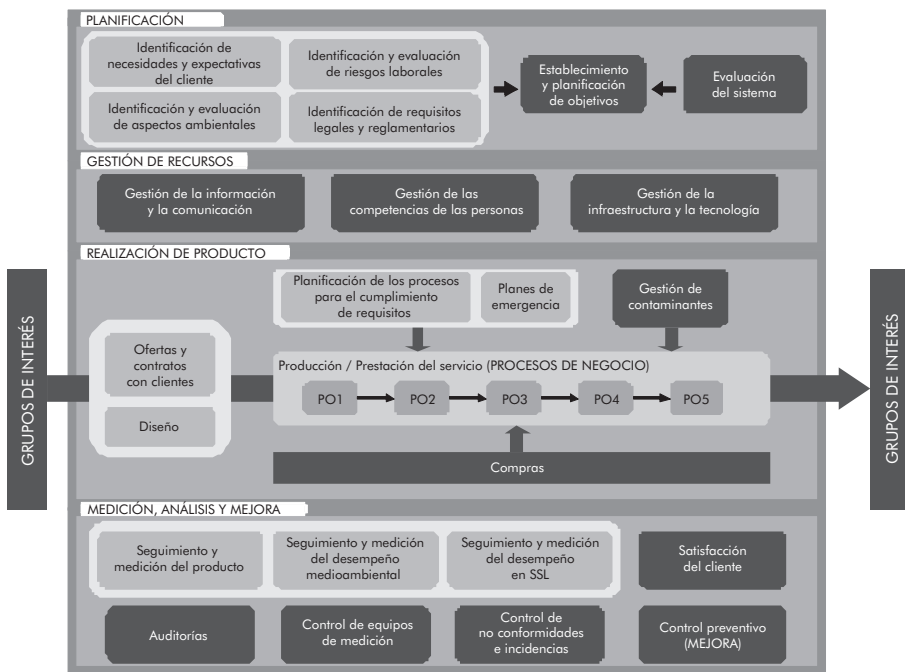 PLANIFICACIÓN
Identificación de
necesidades y expectativas
del cliente
Identificación y evaluación
de riesgos laborales
Identificación y evaluación
de aspectos ambientales
Identificación de requisitos
legales y reglamentarios
Establecimiento
y planificación
de objetivos
Evaluación
del sistema
GESTIÓN DE RECURSOS
Gestión de la información
y la comunicación
Gestión de las
competencias de las personas
Gestión de la
infraestructura y la tecnología
REALIZACIÓN DE PRODUCTO
GRUPOS DE INTERÉS
Ofertas y
contratos
con clientes
Diseño
Planificación de los procesos
para el cumplimiento
de requisitos
Planes de
emergencia
Gestión de
contaminantes
Producción / Prestación del servicio (PROCESOS DE NEGOCIO)
PO1
PO2
PO3
PO4
PO5
Compras
GRUPOS DE INTERÉS
MEDICIÓN, ANÁLISIS Y MEJORA
Seguimiento y
medición del producto
Seguimiento y medición
del desempeño
medioambiental
Seguimiento y medición
del desempeño
en SSL
Satisfacción
del cliente
Auditorías
Control de equipos
de medición
Control de
no conformidades
e incidencias
Control preventivo
(MEJORA)